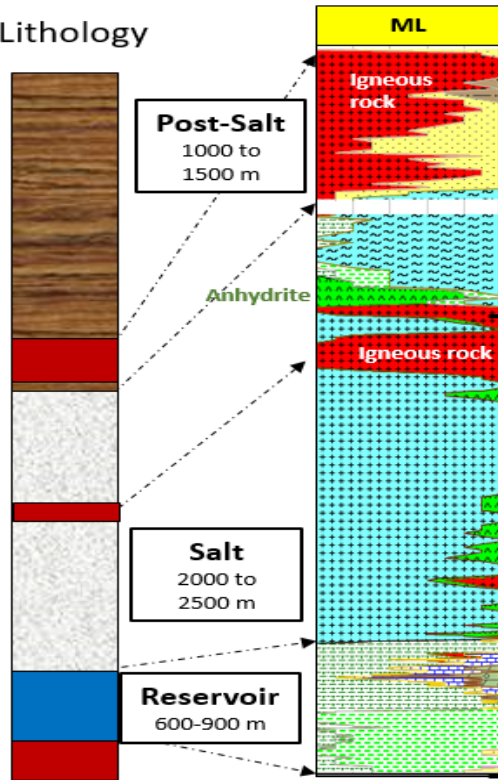 Lithology
ML
Igneous
rock
Post-Salt
1000 to
1500 m
Anhydrite
Igneous rock
Salt
2000 to
2500 m
Reservoir
600-900 m